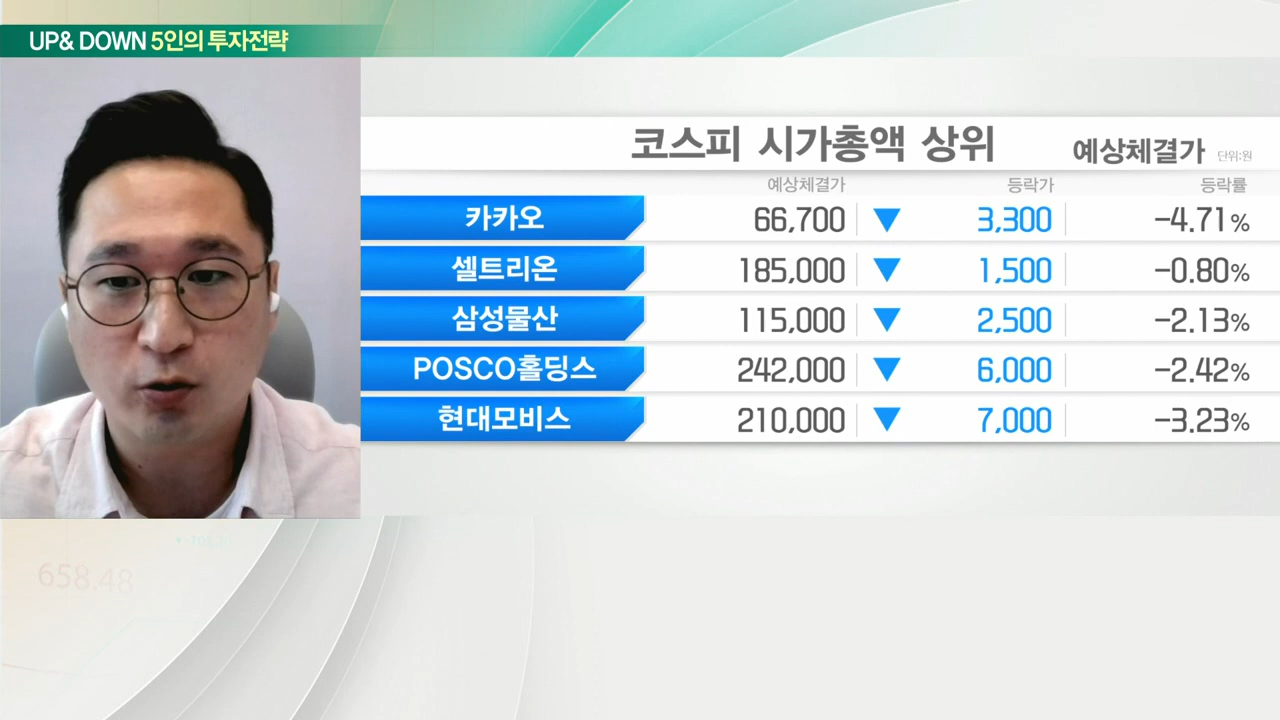 UP& DOWN 5인의 투자전략
코스피 시가총액 상위 예상체결가 단위:원
예상체결가 등락가 등락률
카카오 66,700 ▼ 3,300 -4.71%
셀트리온 185,000 ▼ 1,500 -0.80%
삼성물산 115,000 ▼ 2,500 -2.13%
POSCO홀딩스 242,000 ▼ 6,000 -2.42%
현대모비스 210,000 ▼ 7,000 -3.23%
658.48